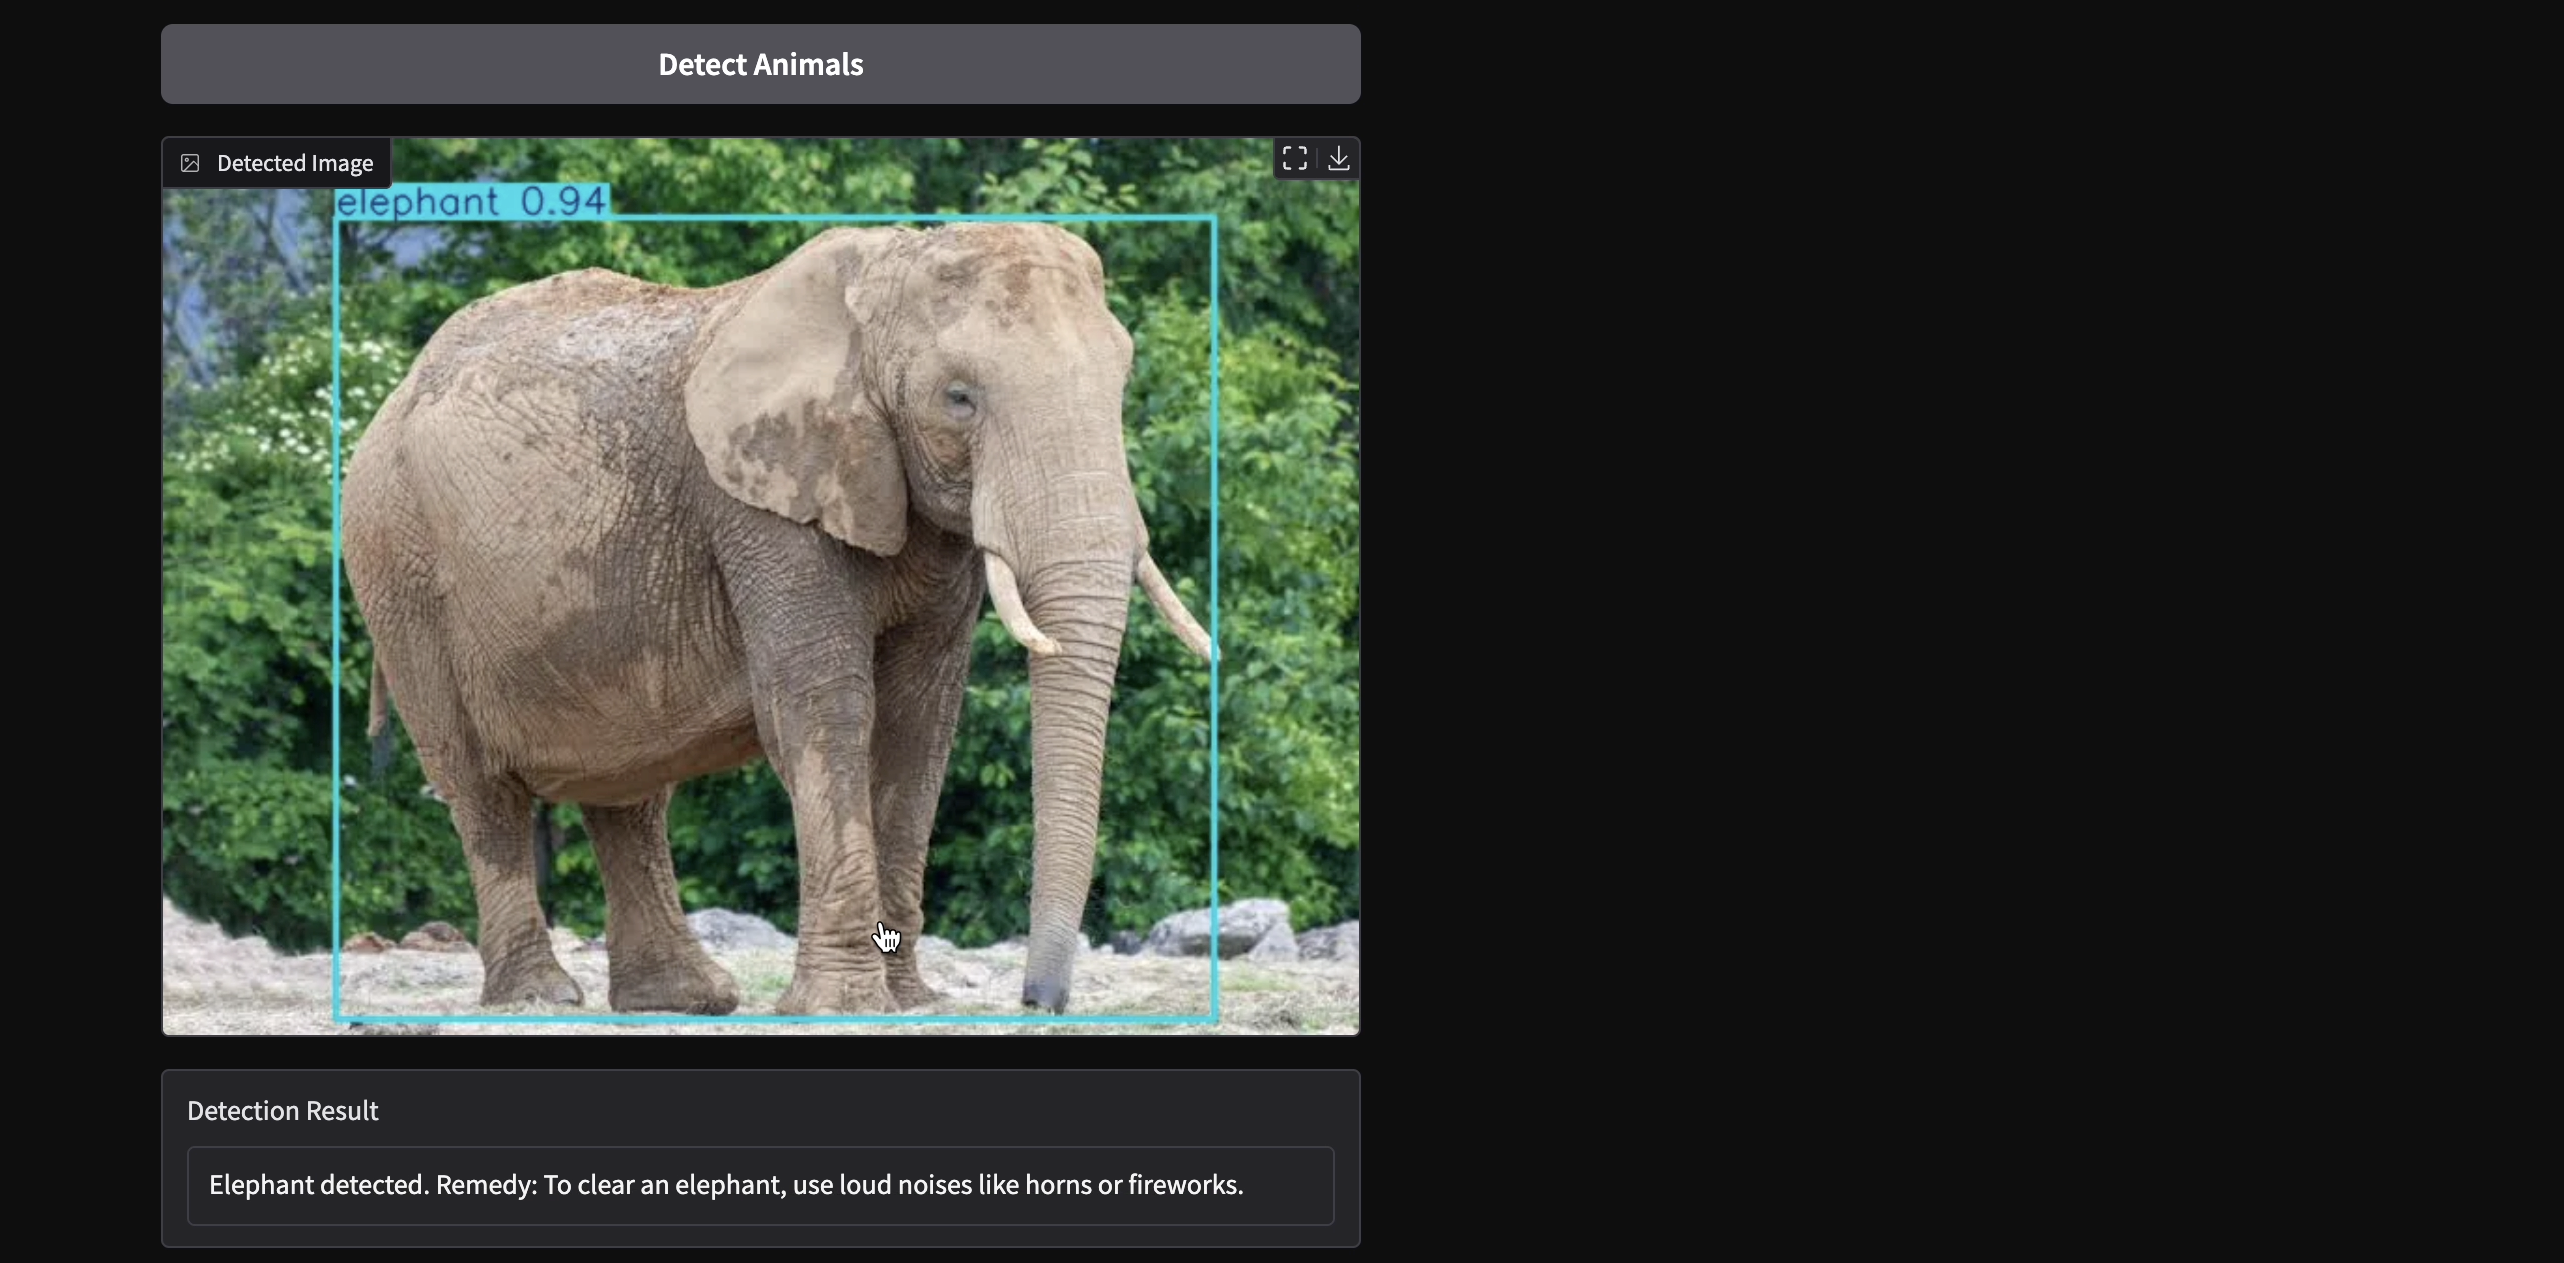 Detect Animals
Detected Image
elephant 0.94
Detection Result
Elephant detected. Remedy: To clear an elephant, use loud noises like horns or fireworks.